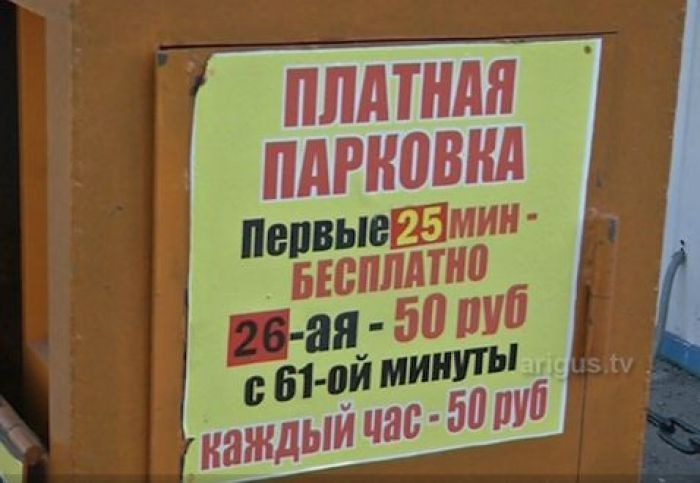 ПЛАТНАЯ
ПАРКОВКА
Первые 25 МИН -
БЕСПЛАТНО
26-ая - 50 руб
с 61-ой минуты
каждый час - 50 руб
arigus.tv